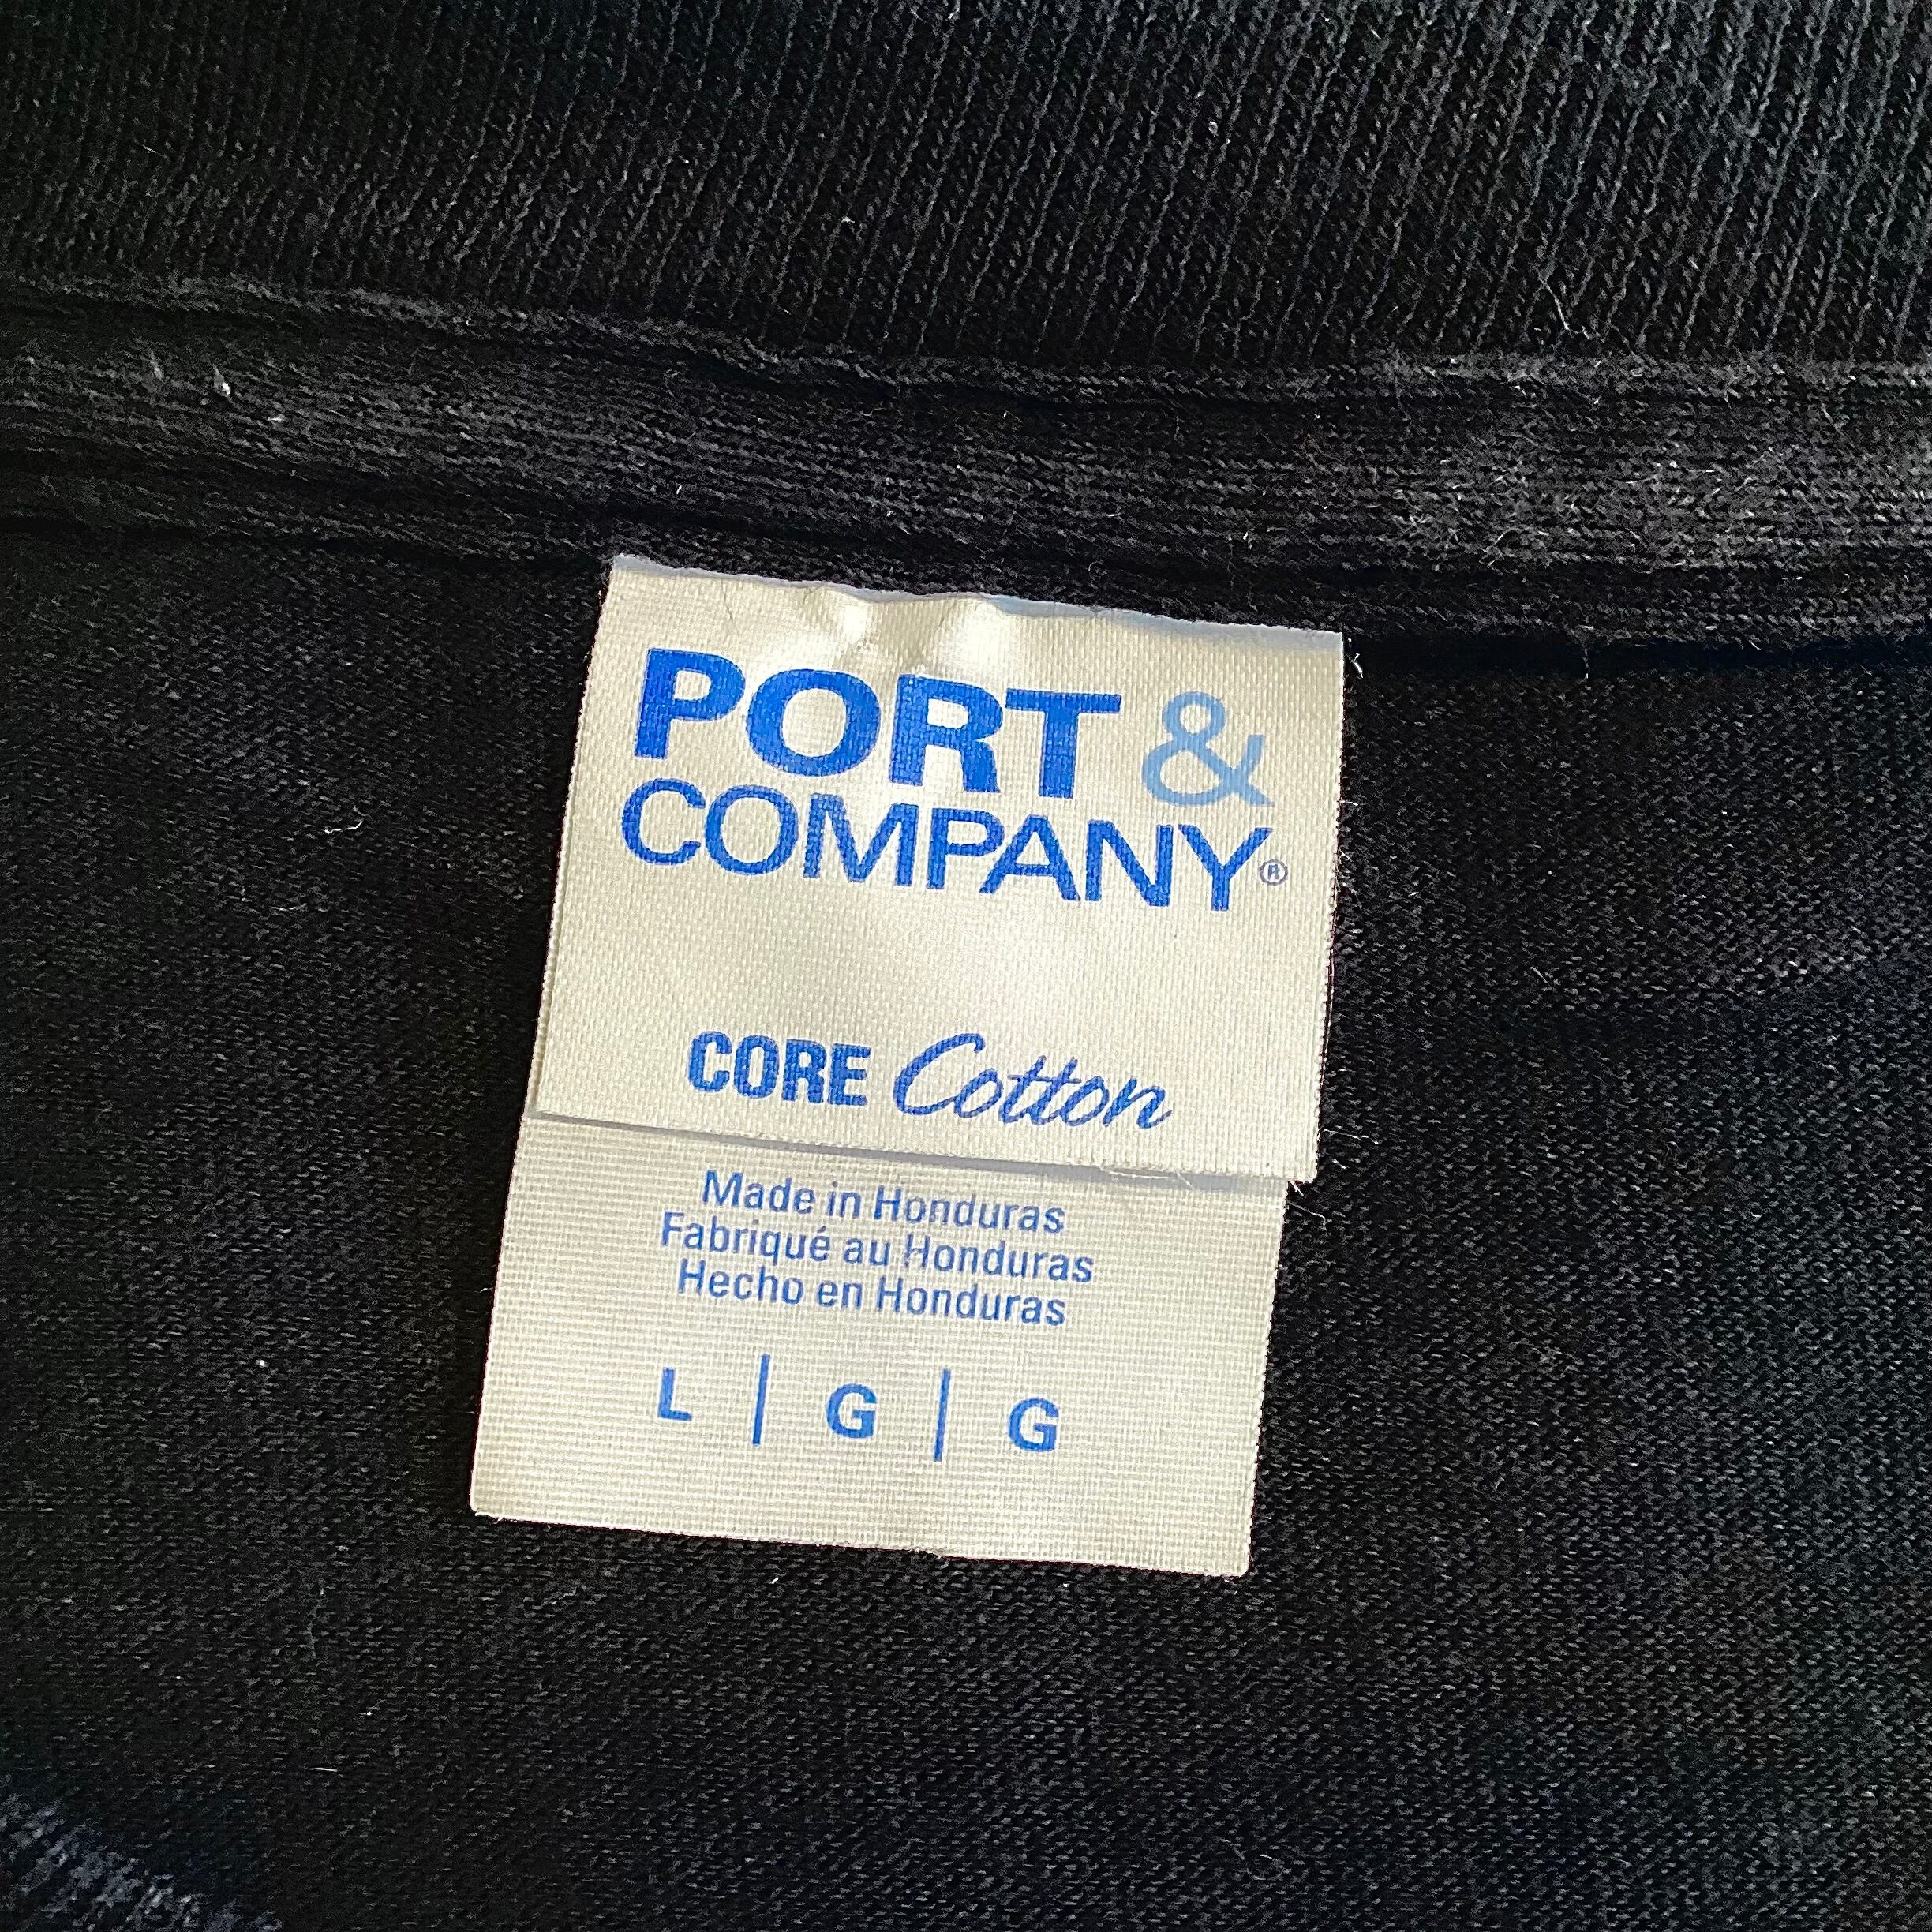 PORT &
COMPANY®
CORE Cotton
Made in Honduras
Fabriqué au Honduras
Hecho en Honduras
L | G | G